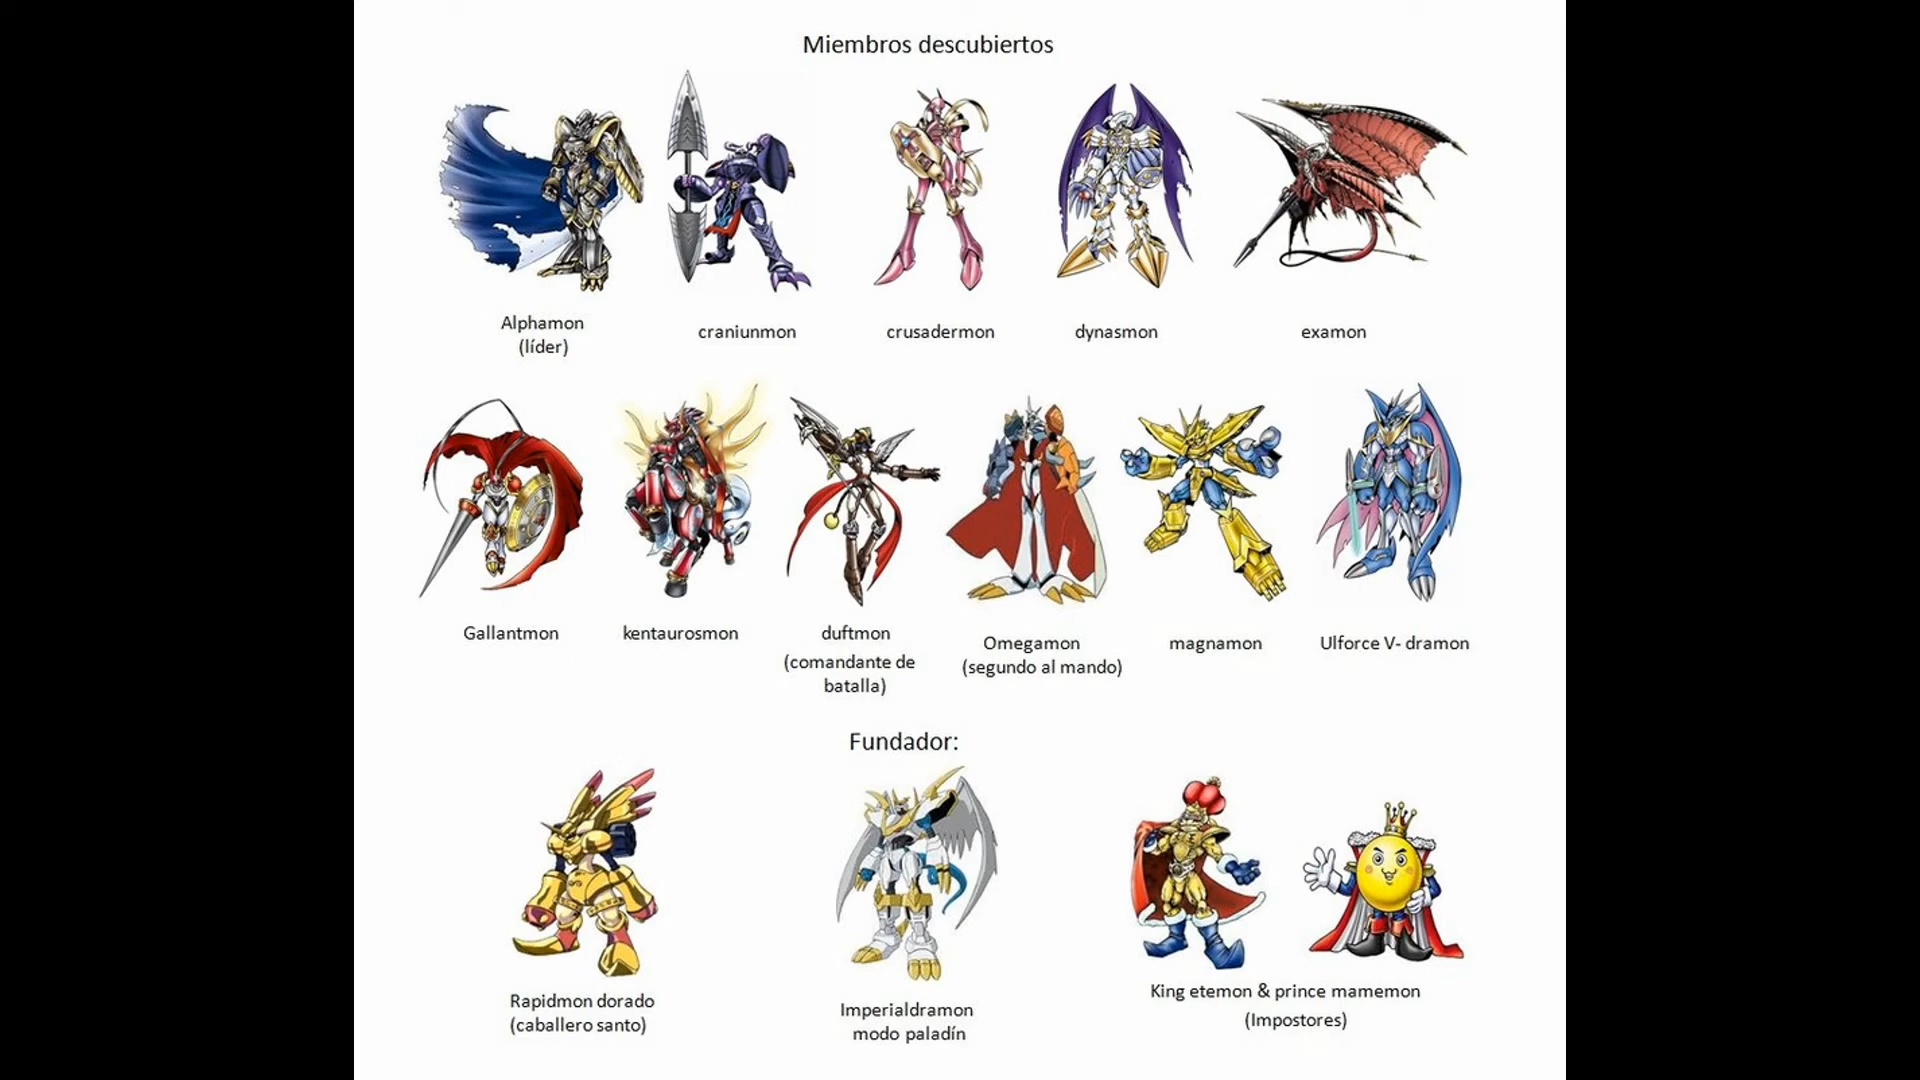 Miembros descubiertos
Alphamon
(líder)
craniunmon
crusadermon
dynasmon
examon
Gallantmon
kentaurosmon
duftmon
(comandante de
batalla)
Omegamon
(segundo al mando)
magnamon
Ulforce V- dramon
Fundador:
Rapidmon dorado
(caballero santo)
Imperialdramon
modo paladín
King etemon & prince mamemon
(Impostores)